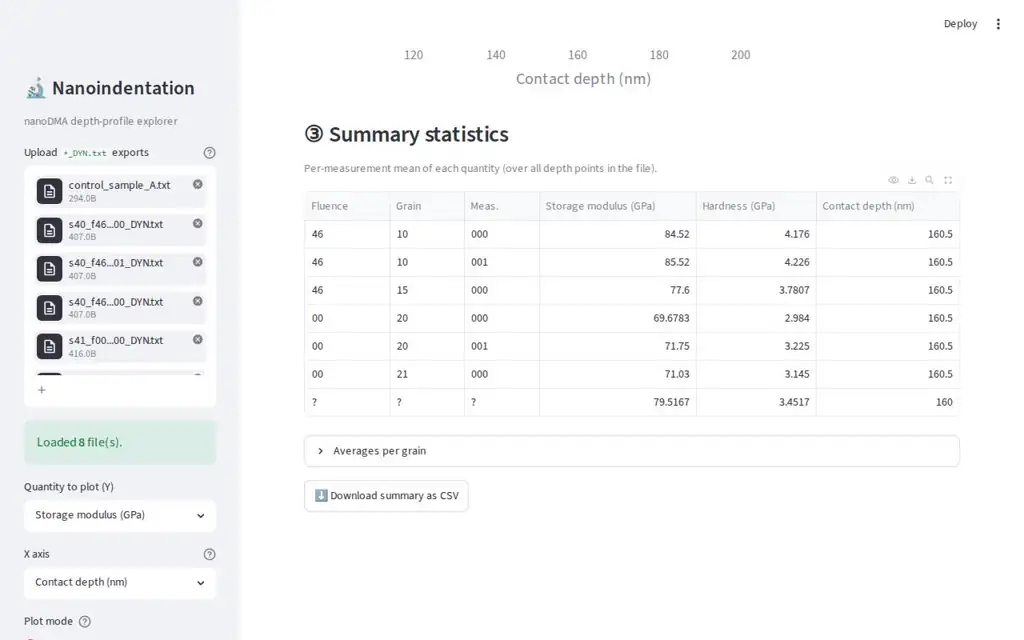 Deploy
Nanoindentation
nanoDMA depth-profile explorer
Upload *_DYN.txt exports
control_sample_A.txt
294.0B
s40_f46...00_DYN.txt
407.0B
s40_f46...01_DYN.txt
407.0B
s40_f46...00_DYN.txt
407.0B
s41_f00...00_DYN.txt
416.0B
+
Loaded 8 file(s).
Quantity to plot (Y)
Storage modulus (GPa)
X axis
Contact depth (nm)
Plot mode
120 140 160 180 200
Contact depth (nm)
③ Summary statistics
Per-measurement mean of each quantity (over all depth points in the file).
Fluence Grain Meas. Storage modulus (GPa) Hardness (GPa) Contact depth (nm)
46 10 000 84.52 4.176 160.5
46 10 001 85.52 4.226 160.5
46 15 000 77.6 3.7807 160.5
00 20 000 69.6783 2.984 160.5
00 20 001 71.75 3.225 160.5
00 21 000 71.03 3.145 160.5
? ? ? 79.5167 3.4517 160
Averages per grain
Download summary as CSV